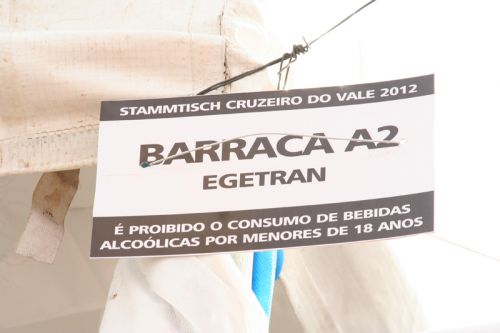 STAMMTISCH CRUZEIRO DO VALE 2012
BARRACA A2
EGETRAN
É PROIBIDO O CONSUMO DE BEBIDAS
ALCOÓLICAS POR MENORES DE 18 ANOS